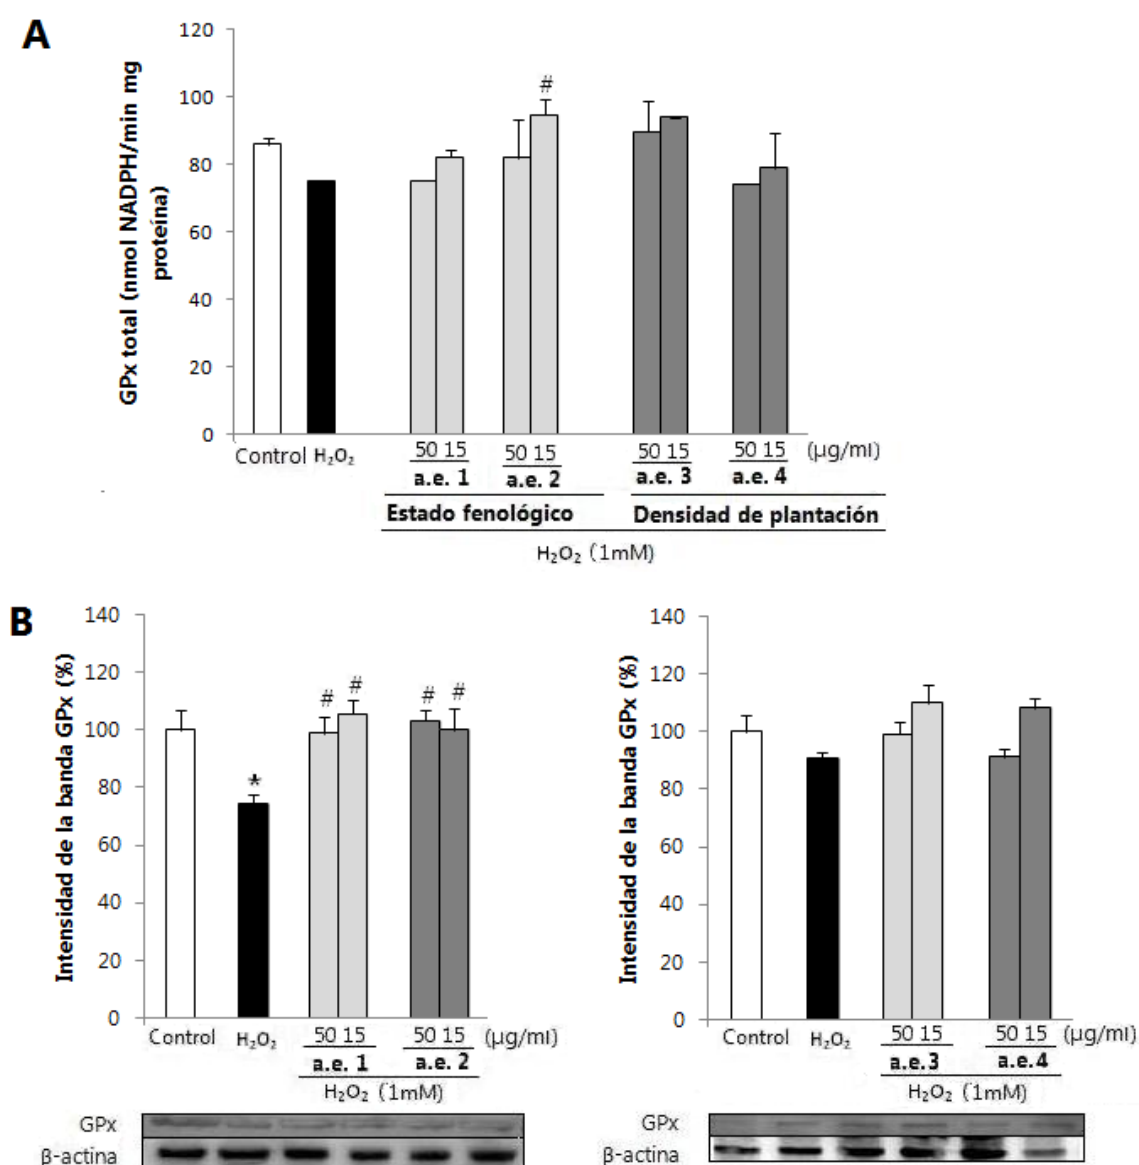 A
GPx total (nmol NADPH/min mg
proteína)
120
100
80
60
40
20
0
#
Control H₂O₂
50 15 50 15 50 15 50 15 (µg/ml)
a.e. 1 a.e. 2 a.e. 3 a.e. 4
Estado fenológico Densidad de plantación
H₂O₂ (1mM)
B
Intensidad de la banda GPx (%)
140
120
100
80
60
40
20
0
*
# # # #
Control H₂O₂ 50 15 50 15 (µg/ml)
a.e. 1 a.e. 2
H₂O₂ (1mM)
GPx
β-actina
Intensidad de la banda GPx (%)
140
120
100
80
60
40
20
0
Control H₂O₂ 50 15 50 15 (µg/ml)
a.e.3 a.e.4
H₂O₂ (1mM)
GPx
β-actina